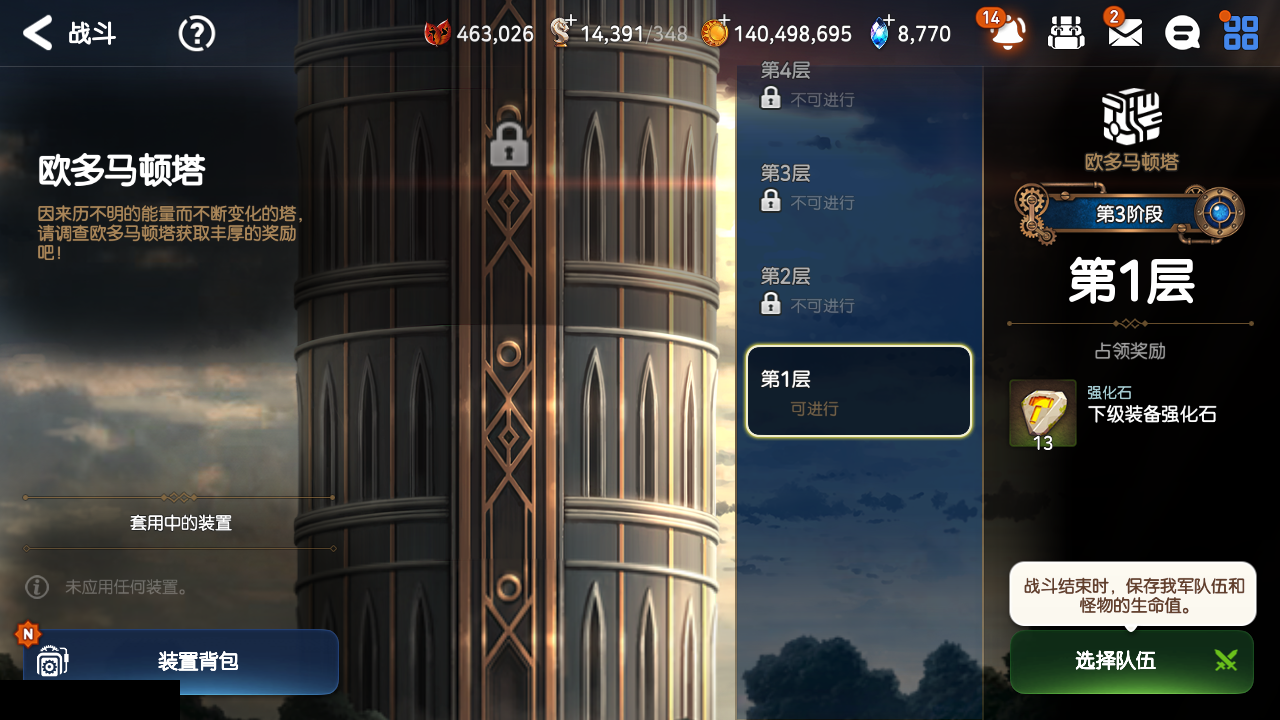 战斗
?
463,026
14,391/348
140,498,695
8,770
14
2
欧多马顿塔
因来历不明的能量而不断变化的塔，
请调查欧多马顿塔获取丰厚的奖励
吧！
套用中的装置
未应用任何装置。
N
装置背包
第4层
不可进行
第3层
不可进行
第2层
不可进行
第1层
可进行
欧多马顿塔
第3阶段
第1层
占领奖励
强化石
下级装备强化石
13
战斗结束时，保存我军队伍和
怪物的生命值。
选择队伍